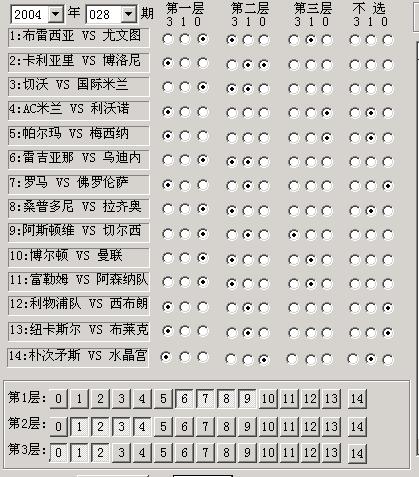 2004 年 028 期 第一层 第二层 第三层 不 选
3 1 0 3 1 0 3 1 0 3 1 0
1:布雷西亚 VS 尤文图
2:卡利亚里 VS 博洛尼
3:切沃 VS 国际米兰
4:AC米兰 VS 利沃诺
5:帕尔玛 VS 梅西纳
6:雷吉亚那 VS 乌迪内
7:罗马 VS 佛罗伦萨
8:桑普多尼 VS 拉齐奥
9:阿斯顿维 VS 切尔西
10:博尔顿 VS 曼联
11:富勒姆 VS 阿森纳队
12:利物浦队 VS 西布朗
13:纽卡斯尔 VS 布莱克
14:朴次茅斯 VS 水晶宫
第1层: 0 1 2 3 4 5 6 7 8 9 10 11 12 13 14
第2层: 0 1 2 3 4 5 6 7 8 9 10 11 12 13 14
第3层: 0 1 2 3 4 5 6 7 8 9 10 11 12 13 14